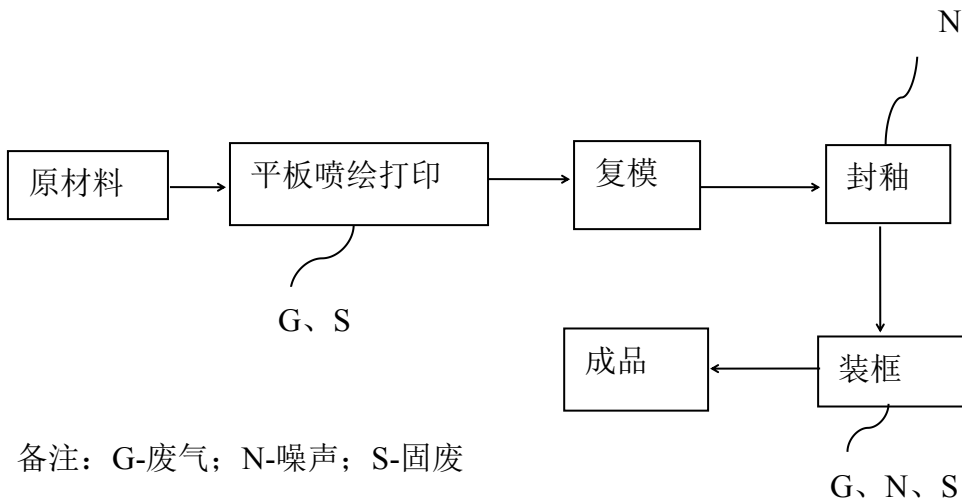 N
原材料
平板喷绘打印
复模
封釉
G、S
成品
装框
备注：G-废气；N-噪声；S-固废
G、N、S